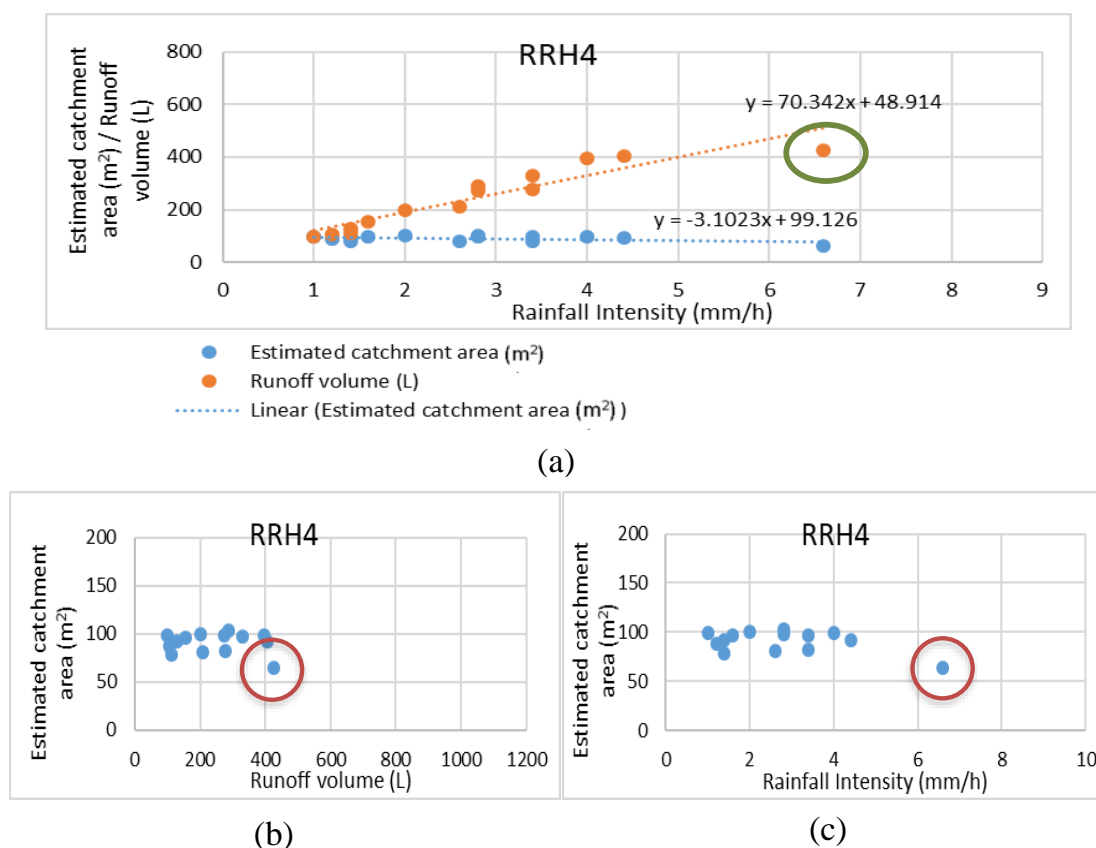 RRH4
Estimated catchment
area (m²) / Runoff
volume (L)
800
600
400
200
0
y = 70.342x + 48.914
y = -3.1023x + 99.126
0 1 2 3 4 5 6 7 8 9
Rainfall Intensity (mm/h)
Estimated catchment area (m²)
Runoff volume (L)
Linear (Estimated catchment area (m²) )
(a)
RRH4
Estimated catchment
area (m²)
200
150
100
50
0
0 200 400 600 800 1000 1200
Runoff volume (L)
(b)
RRH4
Estimated catchment
area (m²)
200
150
100
50
0
0 2 4 6 8 10
Rainfall Intensity (mm/h)
(c)